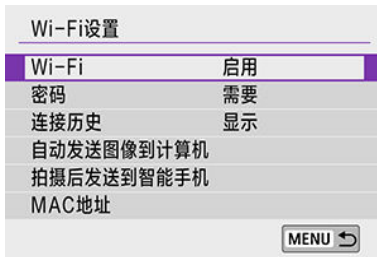 Wi-Fi设置
Wi-Fi 启用
密码 需要
连接历史 显示
自动发送图像到计算机
拍摄后发送到智能手机
MAC地址
MENU